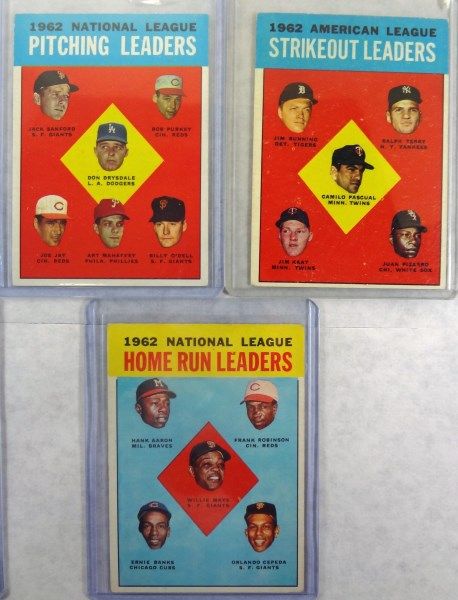 1962 NATIONAL LEAGUE
PITCHING LEADERS
JACK SANFORD
S. F. GIANTS
BOB PURKEY
CIN. REDS
DON DRYSDALE
L. A. DODGERS
JOE JAY
CIN. REDS
ART MAHAFFEY
PHILA. PHILLIES
BILLY O'DELL
S. F. GIANTS
1962 AMERICAN LEAGUE
STRIKEOUT LEADERS
JIM BUNNING
DET. TIGERS
RALPH TERRY
N. Y. YANKEES
CAMILO PASCUAL
MINN. TWINS
JIM KAAT
MINN. TWINS
JUAN PIZARRO
CHI. WHITE SOX
1962 NATIONAL LEAGUE
HOME RUN LEADERS
HANK AARON
MIL. BRAVES
FRANK ROBINSON
CIN. REDS
WILLIE MAYS
S. F. GIANTS
ERNIE BANKS
CHICAGO CUBS
ORLANDO CEPEDA
S. F. GIANTS